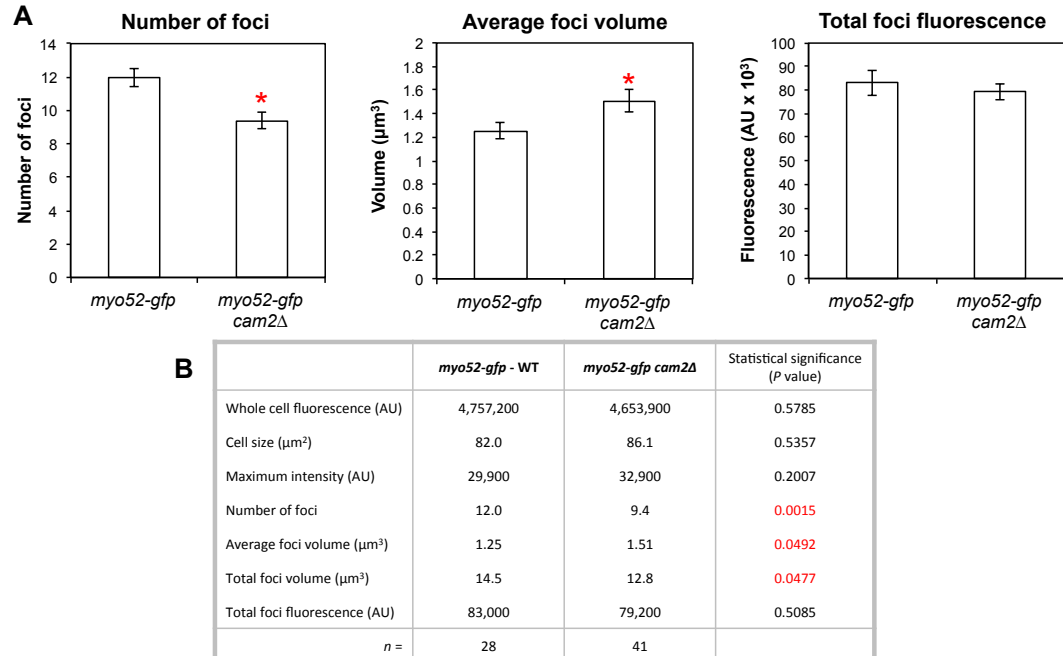 A
Number of foci
Average foci volume
Total foci fluorescence
Number of foci
14
12
10
8
6
4
2
0
*
myo52-gfp
myo52-gfp
cam2Δ
Volume (μm³)
2
1.8
1.6
1.4
1.2
1
0.8
0.6
0.4
0.2
0
*
myo52-gfp
myo52-gfp
cam2Δ
Fluorescence (AU x 10³)
100
90
80
70
60
50
40
30
20
10
0
myo52-gfp
myo52-gfp
cam2Δ
B
myo52-gfp - WT myo52-gfp cam2Δ Statistical significance
(P value)
Whole cell fluorescence (AU) 4,757,200 4,653,900 0.5785
Cell size (μm²) 82.0 86.1 0.5357
Maximum intensity (AU) 29,900 32,900 0.2007
Number of foci 12.0 9.4 0.0015
Average foci volume (μm³) 1.25 1.51 0.0492
Total foci volume (μm³) 14.5 12.8 0.0477
Total foci fluorescence (AU) 83,000 79,200 0.5085
n = 28 41